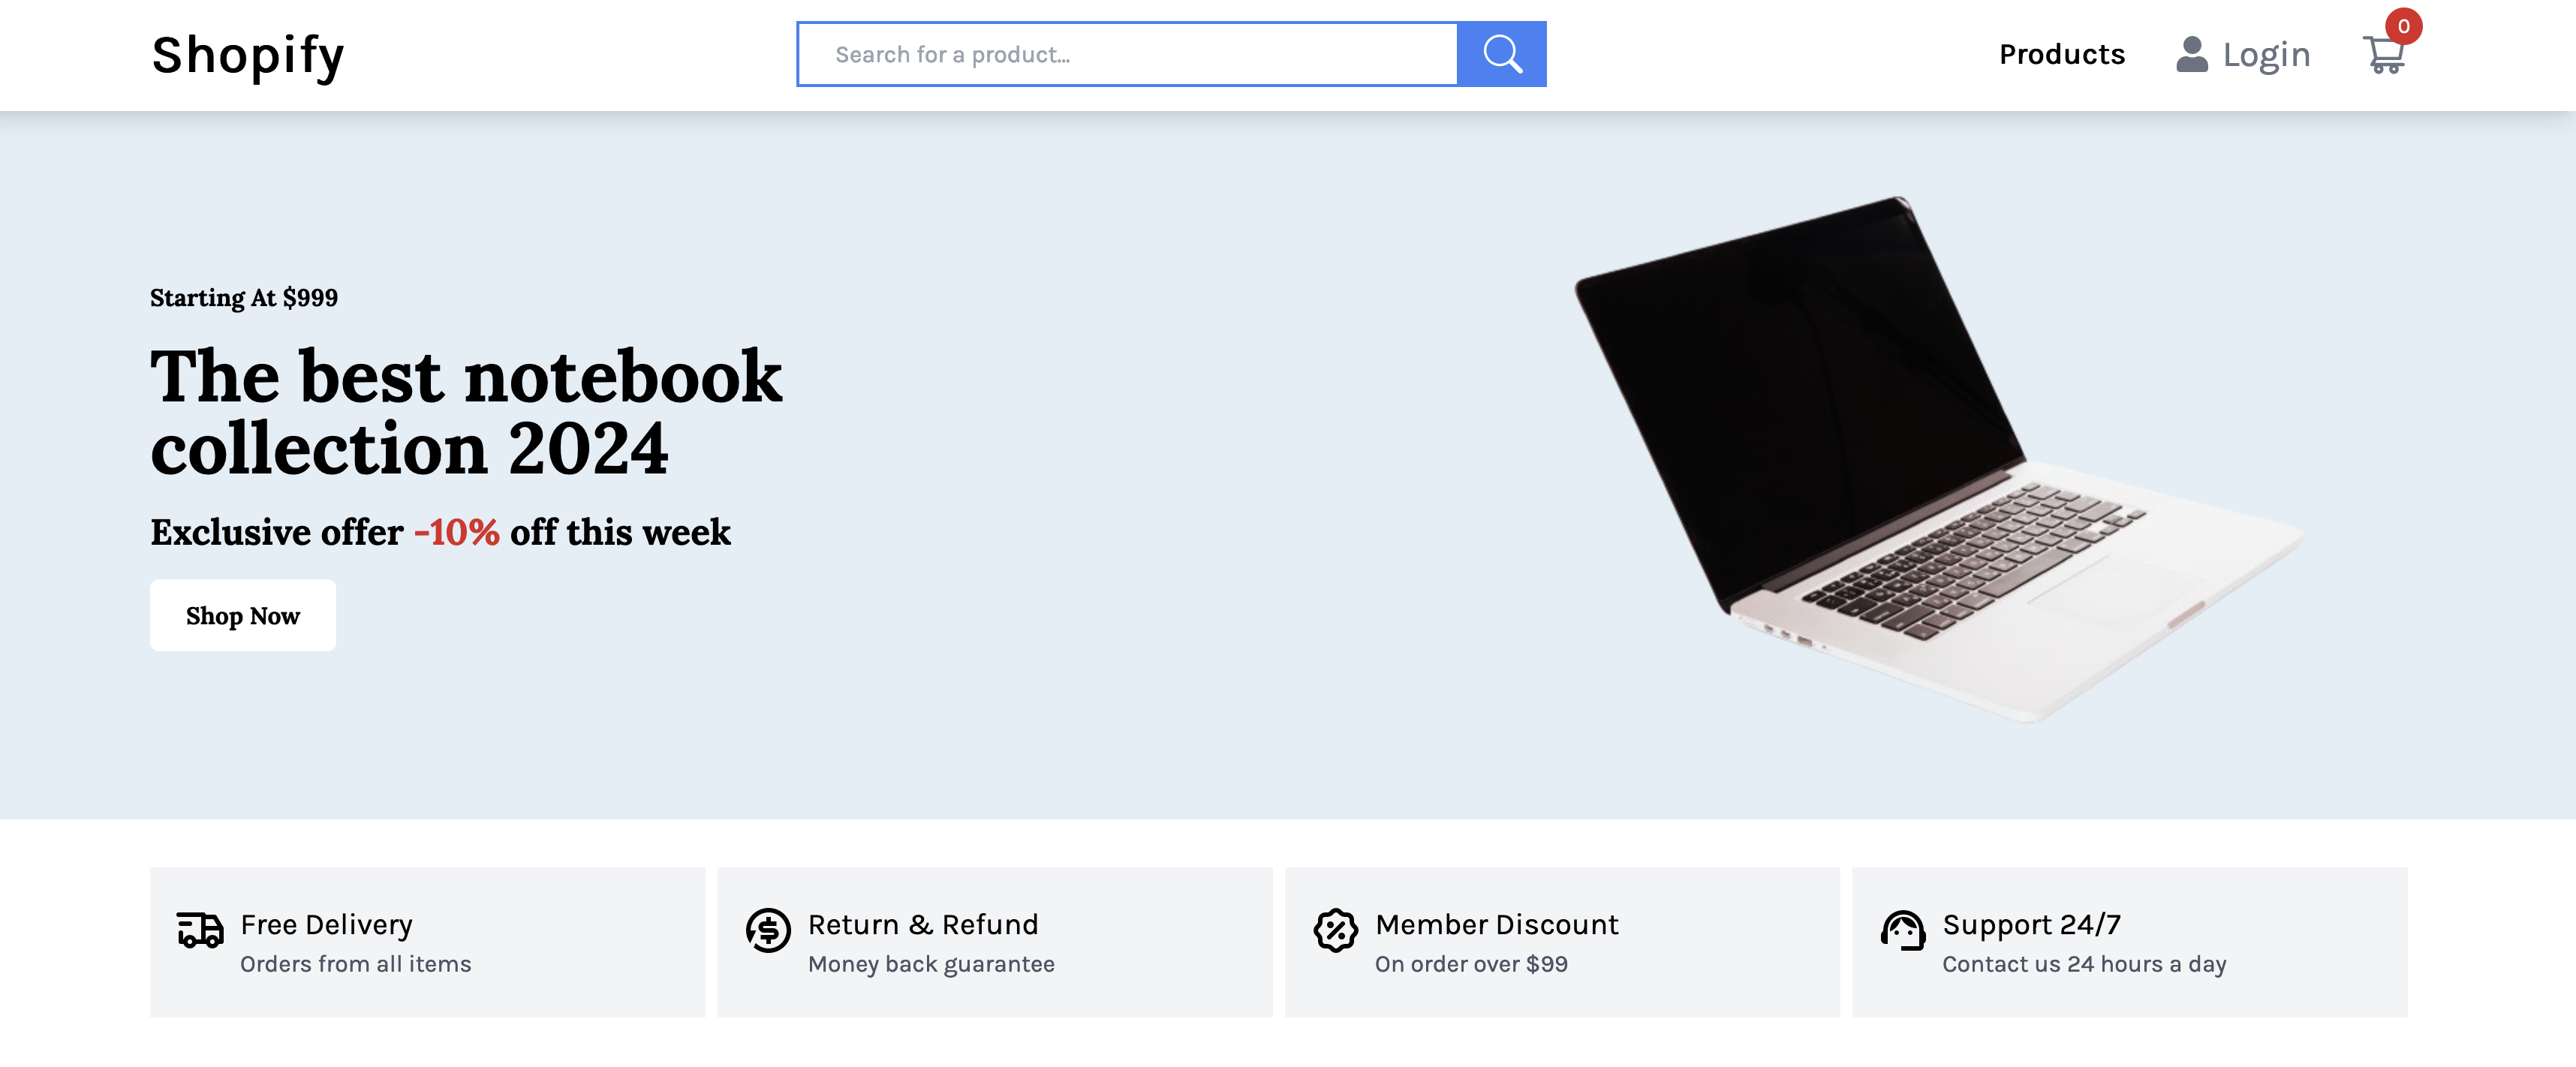 Shopify
Search for a product...
Products
Login
0
Starting At $999
The best notebook
collection 2024
Exclusive offer -10% off this week
Shop Now
Free Delivery
Orders from all items
Return & Refund
Money back guarantee
Member Discount
On order over $99
Support 24/7
Contact us 24 hours a day